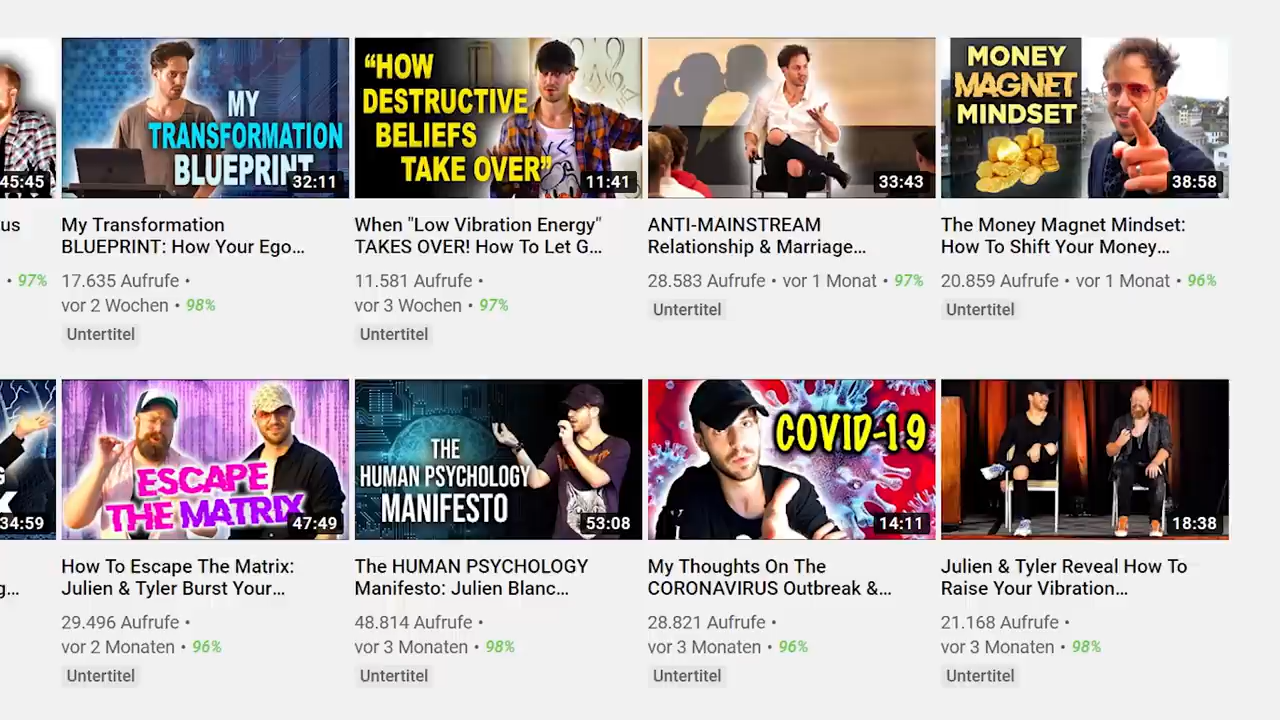 45:45
MY
TRANSFORMATION
BLUEPRINT
32:11
"HOW
DESTRUCTIVE
BELIEFS
TAKE OVER"
11:41
33:43
MONEY
MAGNET
MINDSET
38:58
us
• 97%
My Transformation
BLUEPRINT: How Your Ego...
17.635 Aufrufe •
vor 2 Wochen • 98%
Untertitel
When "Low Vibration Energy"
TAKES OVER! How To Let G...
11.581 Aufrufe •
vor 3 Wochen • 97%
Untertitel
ANTI-MAINSTREAM
Relationship & Marriage...
28.583 Aufrufe • vor 1 Monat • 97%
Untertitel
The Money Magnet Mindset:
How To Shift Your Money...
20.859 Aufrufe • vor 1 Monat • 96%
Untertitel
G
X
34:59
ESCAPE
THE MATRIX
47:49
THE
HUMAN PSYCHOLOGY
MANIFESTO
53:08
COVID-19
14:11
18:38
g...
How To Escape The Matrix:
Julien & Tyler Burst Your...
29.496 Aufrufe •
vor 2 Monaten • 96%
Untertitel
The HUMAN PSYCHOLOGY
Manifesto: Julien Blanc...
48.814 Aufrufe •
vor 3 Monaten • 98%
Untertitel
My Thoughts On The
CORONAVIRUS Outbreak &...
28.821 Aufrufe •
vor 3 Monaten • 96%
Untertitel
Julien & Tyler Reveal How To
Raise Your Vibration...
21.168 Aufrufe •
vor 3 Monaten • 98%
Untertitel